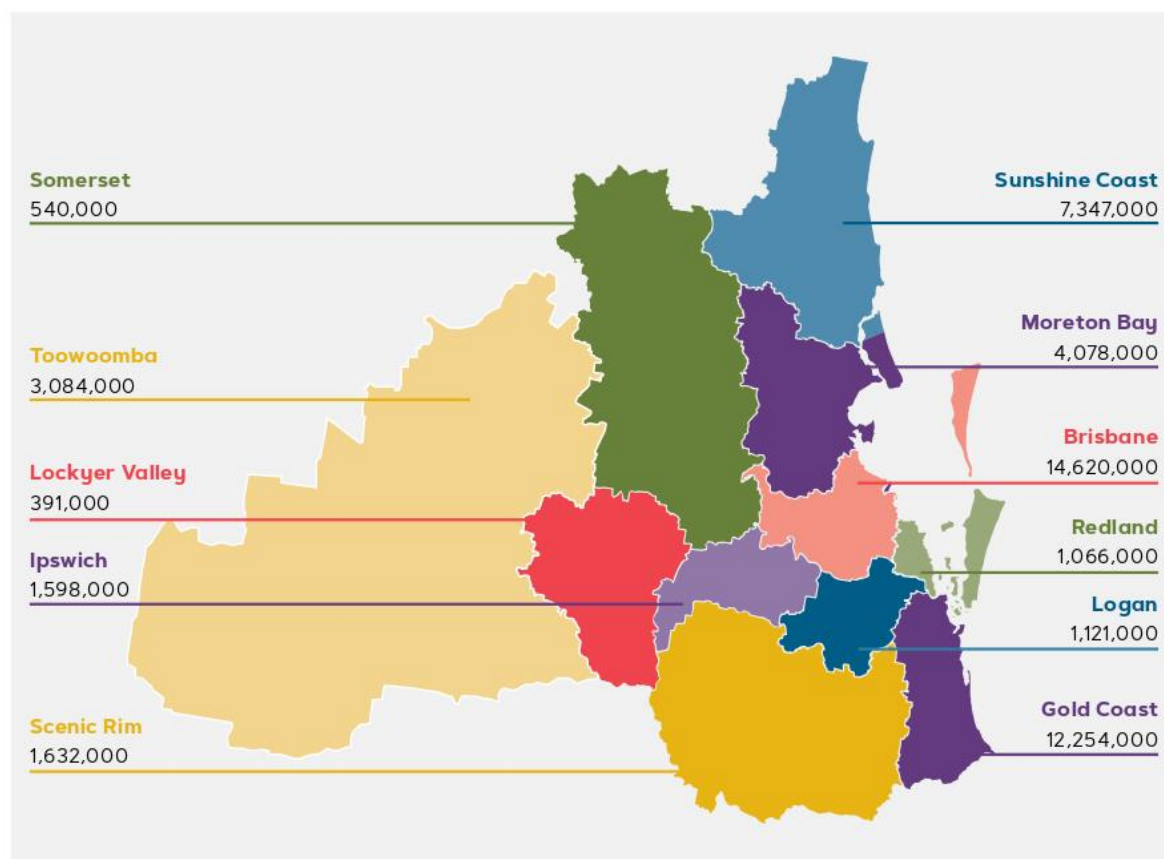 Somerset
540,000
Toowoomba
3,084,000
Lockyer Valley
391,000
Ipswich
1,598,000
Scenic Rim
1,632,000
Sunshine Coast
7,347,000
Moreton Bay
4,078,000
Brisbane
14,620,000
Redland
1,066,000
Logan
1,121,000
Gold Coast
12,254,000